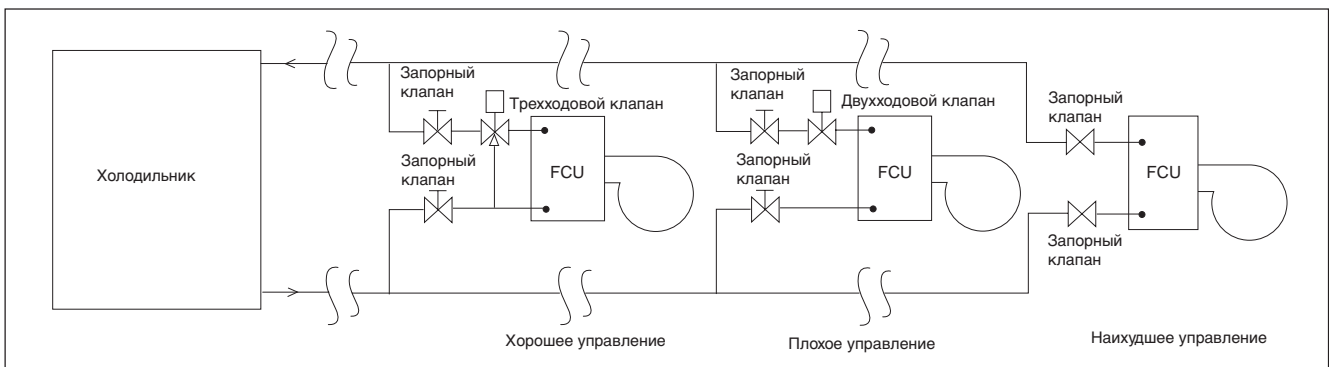 Холодильник
Запорный
клапан
Трехходовой клапан
Запорный
клапан
FCU
Хорошее управление
Запорный
клапан
Двухходовой клапан
Запорный
клапан
FCU
Плохое управление
Запорный
клапан
FCU
Запорный
клапан
Наихудшее управление